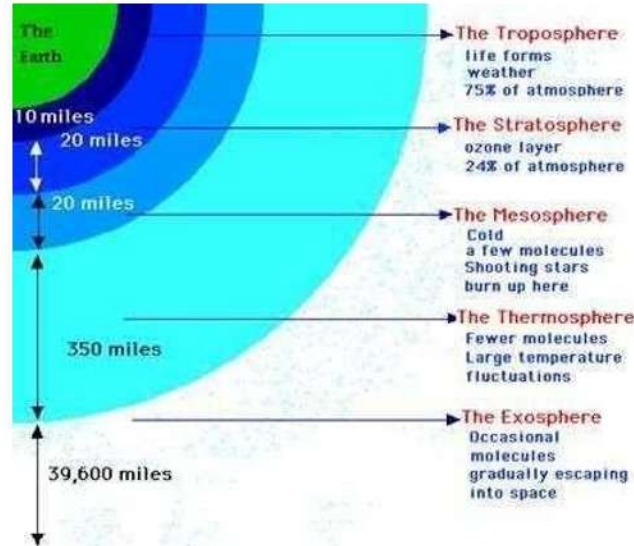 The
Earth
10 miles
20 miles
20 miles
350 miles
39,600 miles
The Troposphere
life forms
weather
75% of atmosphere
The Stratosphere
ozone layer
24% of atmosphere
The Mesosphere
Cold
a few molecules
Shooting stars
burn up here
The Thermosphere
Fewer molecules
Large temperature
fluctuations
The Exosphere
Occasional
molecules
gradually escaping
into space